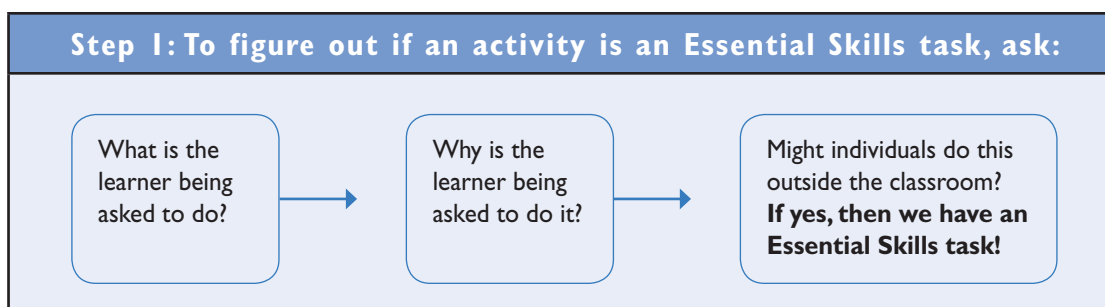 Step 1: To figure out if an activity is an Essential Skills task, ask:
What is the
learner being
asked to do?
Why is the
learner being
asked to do it?
Might individuals do this
outside the classroom?
If yes, then we have an
Essential Skills task!